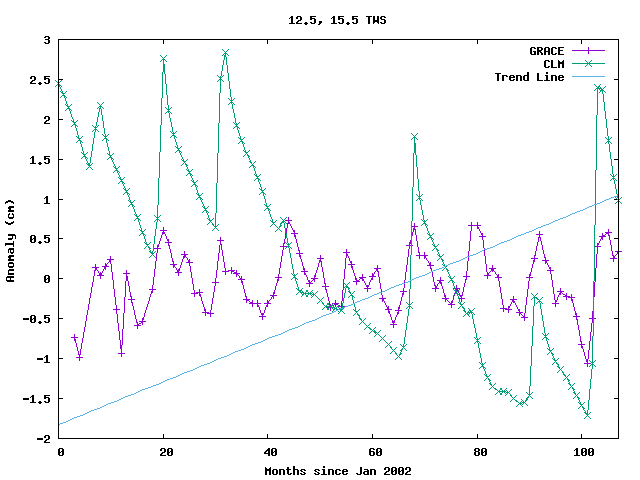 12.5, 15.5 TWS
GRACE
CLM
Trend Line
3
2.5
2
1.5
1
0.5
0
-0.5
-1
-1.5
-2
Anomaly (cm)
0 20 40 60 80 100
Months since Jan 2002